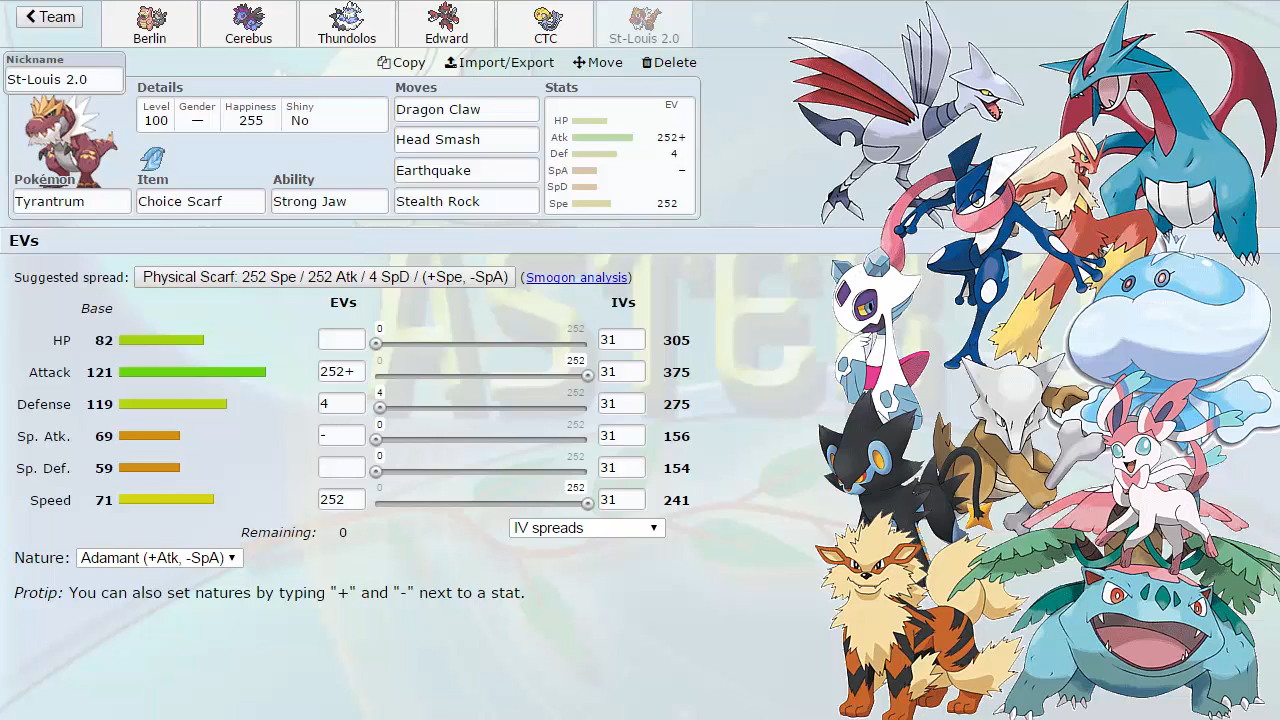 Team
Berlin
Cerebus
Thundolos
Edward
CTC
St-Louis 2.0
Nickname
St-Louis 2.0
Copy
Import/Export
Move
Delete
Details
Moves
Stats
Level
Gender
Happiness
Shiny
100
—
255
No
Dragon Claw
Head Smash
Earthquake
Stealth Rock
EV
HP
Atk 252+
Def 4
SpA –
SpD
Spe 252
Pokémon
Item
Ability
Tyrantrum
Choice Scarf
Strong Jaw
EVs
Suggested spread: Physical Scarf: 252 Spe / 252 Atk / 4 SpD / (+Spe, -SpA) (Smogon analysis)
Base
EVs
IVs
HP 82 0 252 31 305
Attack 121 252+ 0 252 31 375
Defense 119 4 4 252 31 275
Sp. Atk. 69 - 0 252 31 156
Sp. Def. 59 0 252 31 154
Speed 71 252 0 252 31 241
Remaining: 0
IV spreads
Nature: Adamant (+Atk, -SpA)
Protip: You can also set natures by typing "+" and "-" next to a stat.